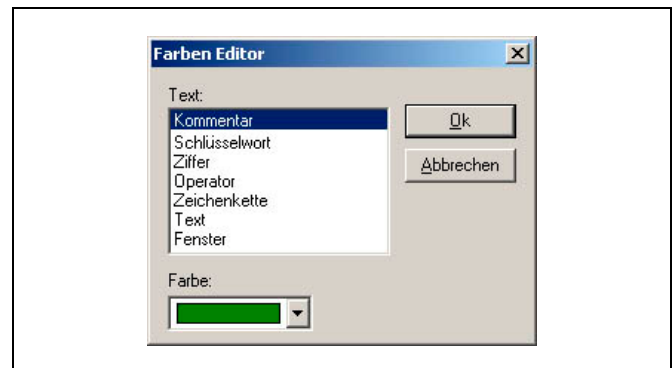 Farben Editor
Text:
Kommentar
Schlüsselwort
Ziffer
Operator
Zeichenkette
Text
Fenster
Ok
Abbrechen
Farbe: